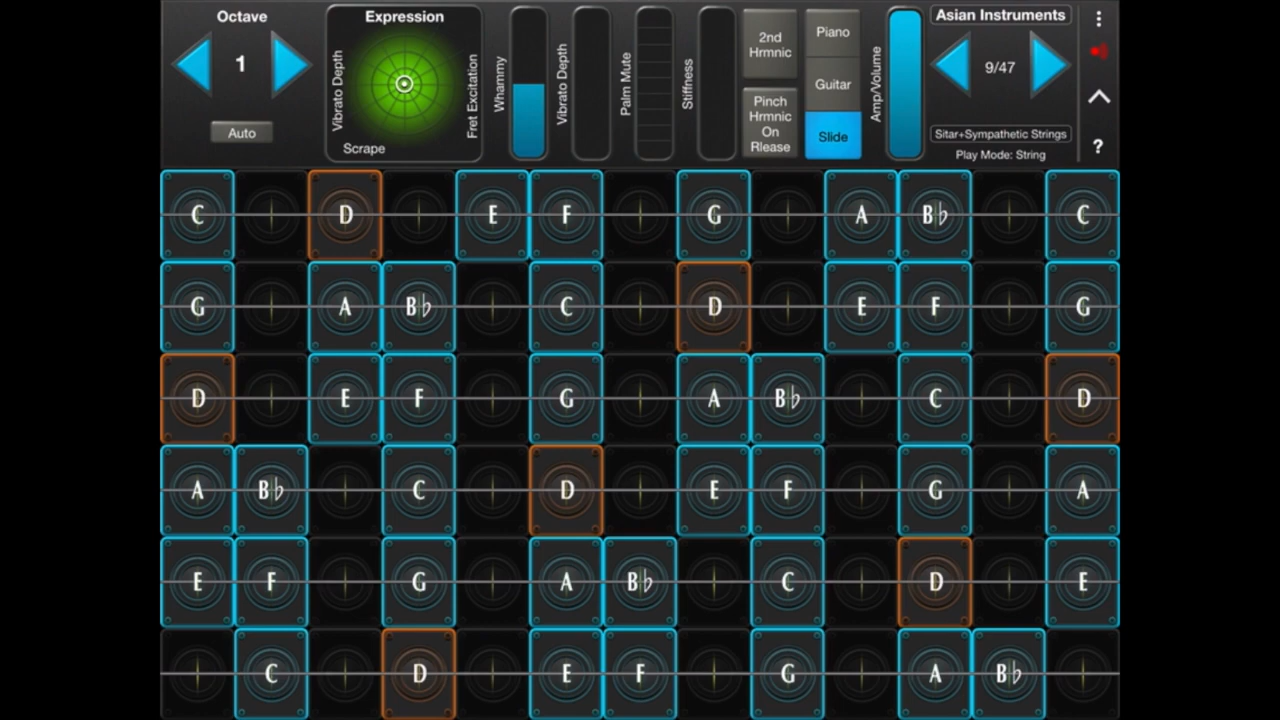 Octave
1
Auto
Expression
Vibrato Depth
Fret Excitation
Scrape
Whammy
Vibrato Depth
Palm Mute
Stiffness
2nd
Hrmnic
Pinch
Hrmnic
On
Rlease
Piano
Guitar
Slide
Amp/Volume
Asian Instruments
9/47
Sitar+Sympathetic Strings
Play Mode: String
?
C D E F G A B♭ C
G A B♭ C D E F G
D E F G A B♭ C D
A B♭ C D E F G A
E F G A B♭ C D E
C D E F G A B♭